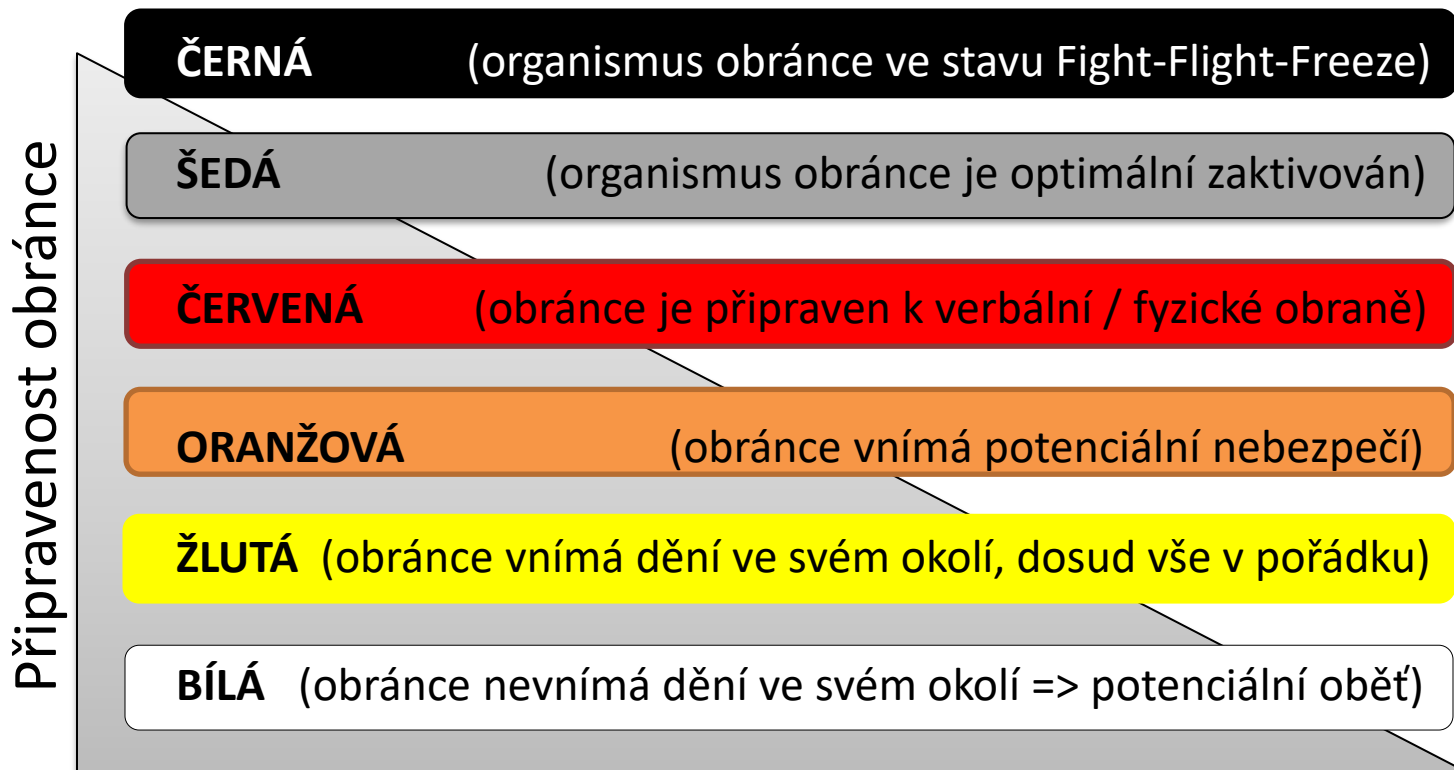 Připravenost obránce
ČERNÁ (organismus obránce ve stavu Fight-Flight-Freeze)
ŠEDÁ (organismus obránce je optimální zaktivován)
ČERVENÁ (obránce je připraven k verbální / fyzické obraně)
ORANŽOVÁ (obránce vnímá potenciální nebezpečí)
ŽLUTÁ (obránce vnímá dění ve svém okolí, dosud vše v pořádku)
BÍLÁ (obránce nevnímá dění ve svém okolí => potenciální oběť)